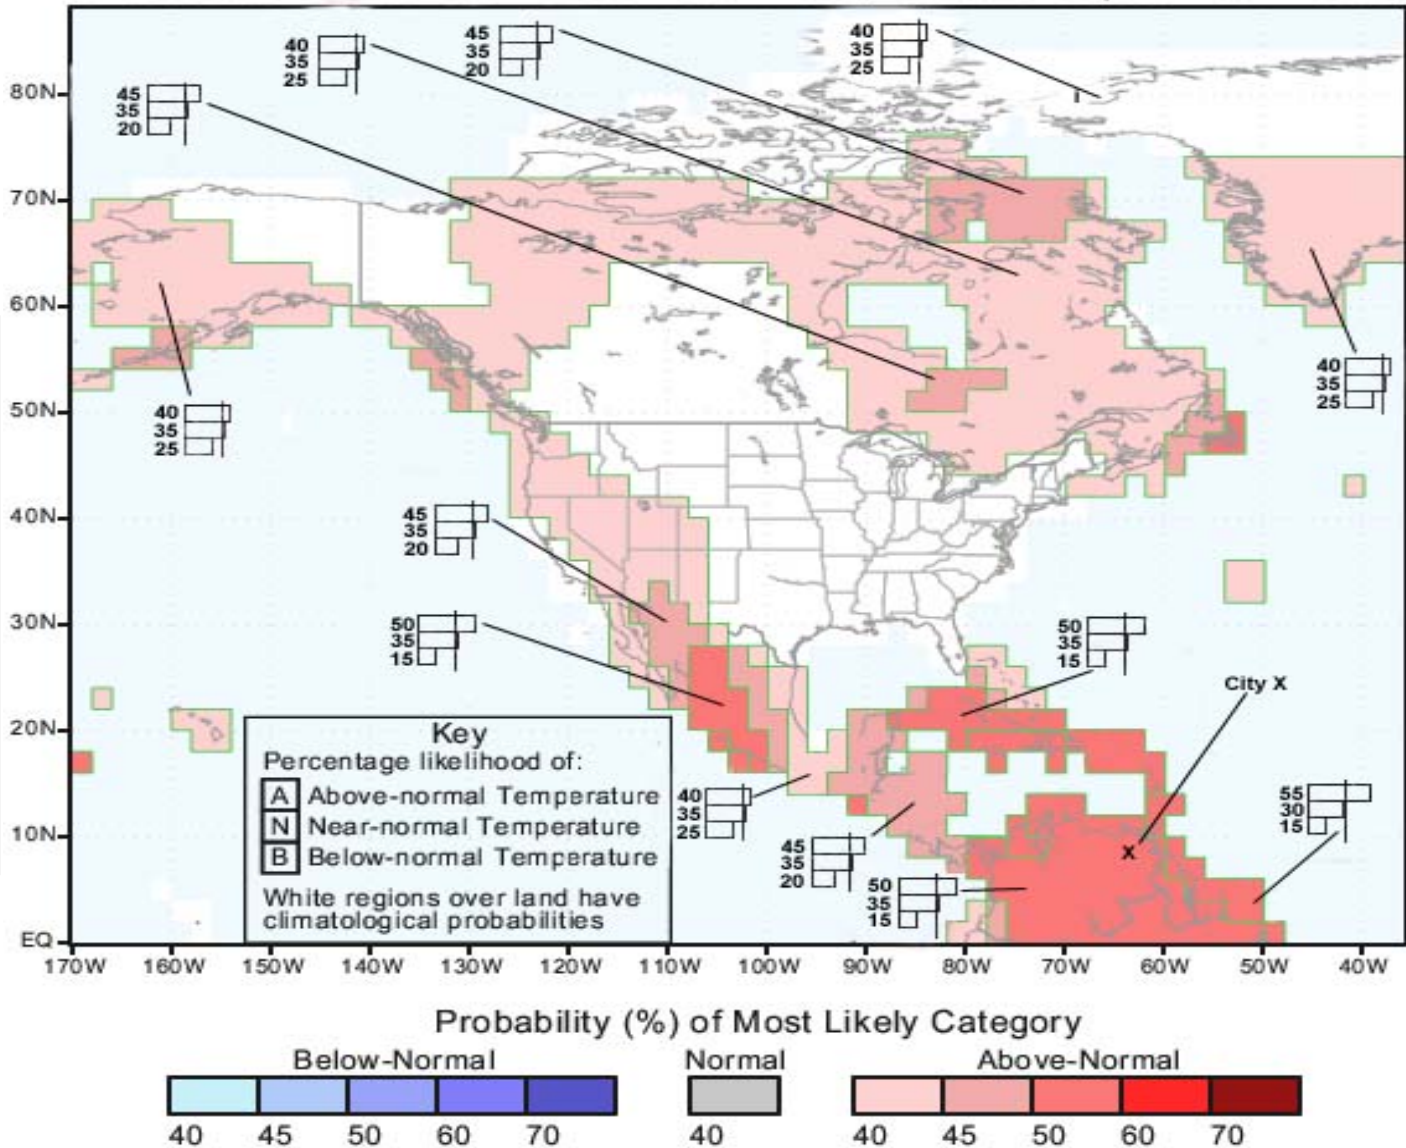 45
35
20
40
35
25
45
35
20
40
35
25
80N
70N
60N
50N
40N
30N
20N
10N
EQ
40
35
25
40
35
25
45
35
20
50
35
15
50
35
15
City X
X
40
35
25
45
35
20
50
35
15
55
30
15
Key
Percentage likelihood of:
A Above-normal Temperature
N Near-normal Temperature
B Below-normal Temperature
White regions over land have
climatological probabilities
170W 160W 150W 140W 130W 120W 110W 100W 90W 80W 70W 60W 50W 40W
Probability (%) of Most Likely Category
Below-Normal Normal Above-Normal
40 45 50 60 70 40 40 45 50 60 70